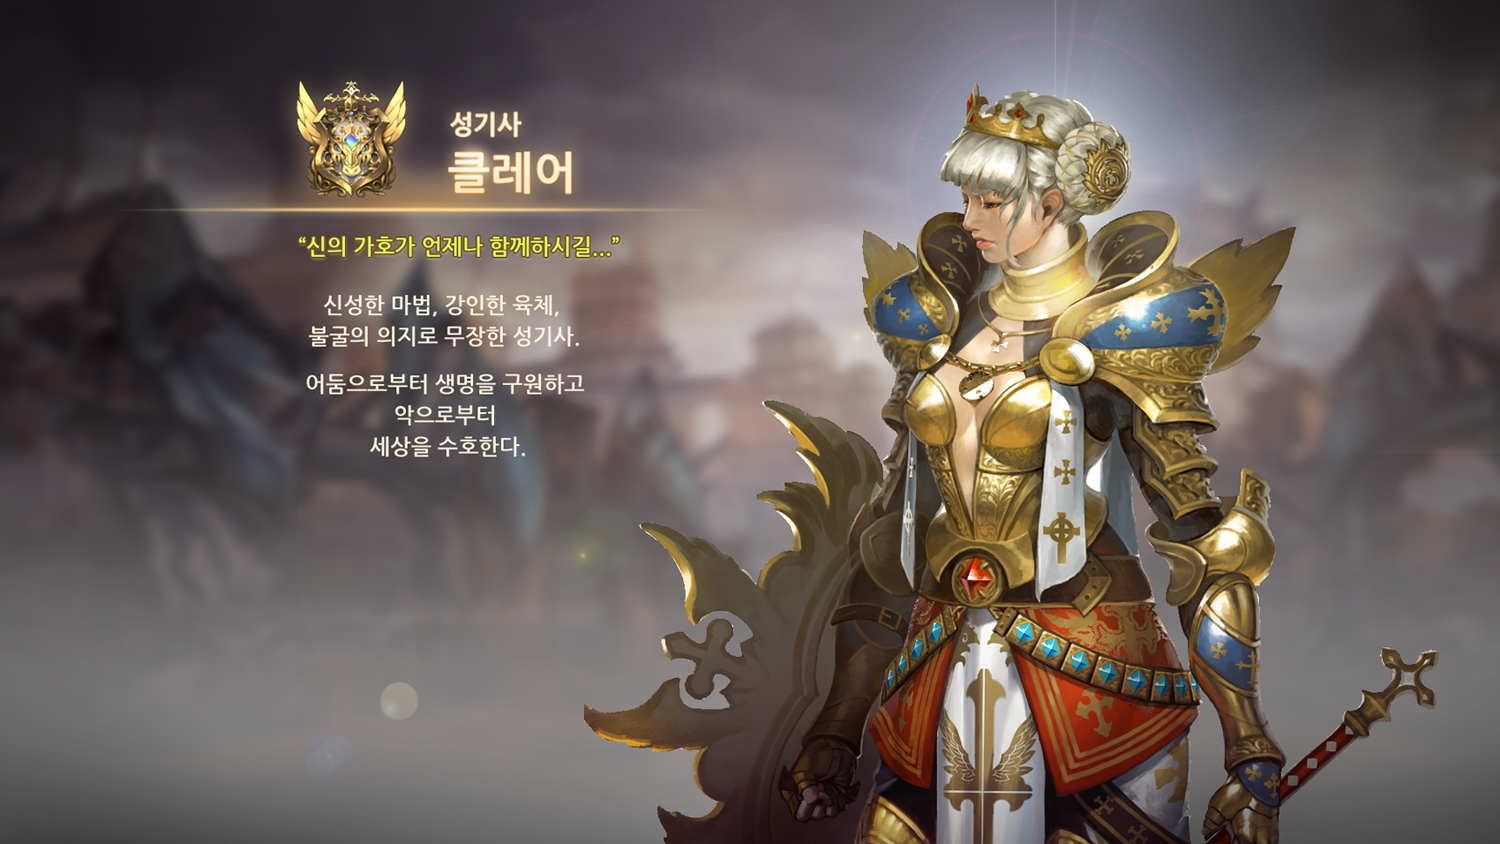 성기사
클레어
“신의 가호가 언제나 함께하시길...”
신성한 마법, 강인한 육체,
불굴의 의지로 무장한 성기사.
어둠으로부터 생명을 구원하고
악으로부터
세상을 수호한다.